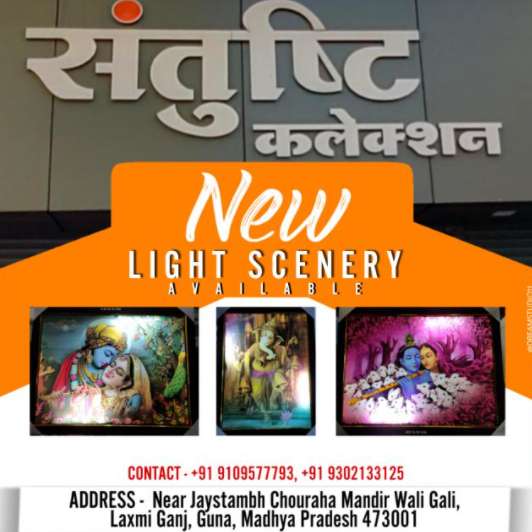 संतुष्टि
कलेक्शन
New
LIGHT SCENERY
AVAILABLE
CONTACT - +91 9109577793, +91 9302133125
ADDRESS - Near Jaystambh Chouraha Mandir Wali Gali,
Laxmi Ganj, Guna, Madhya Pradesh 473001